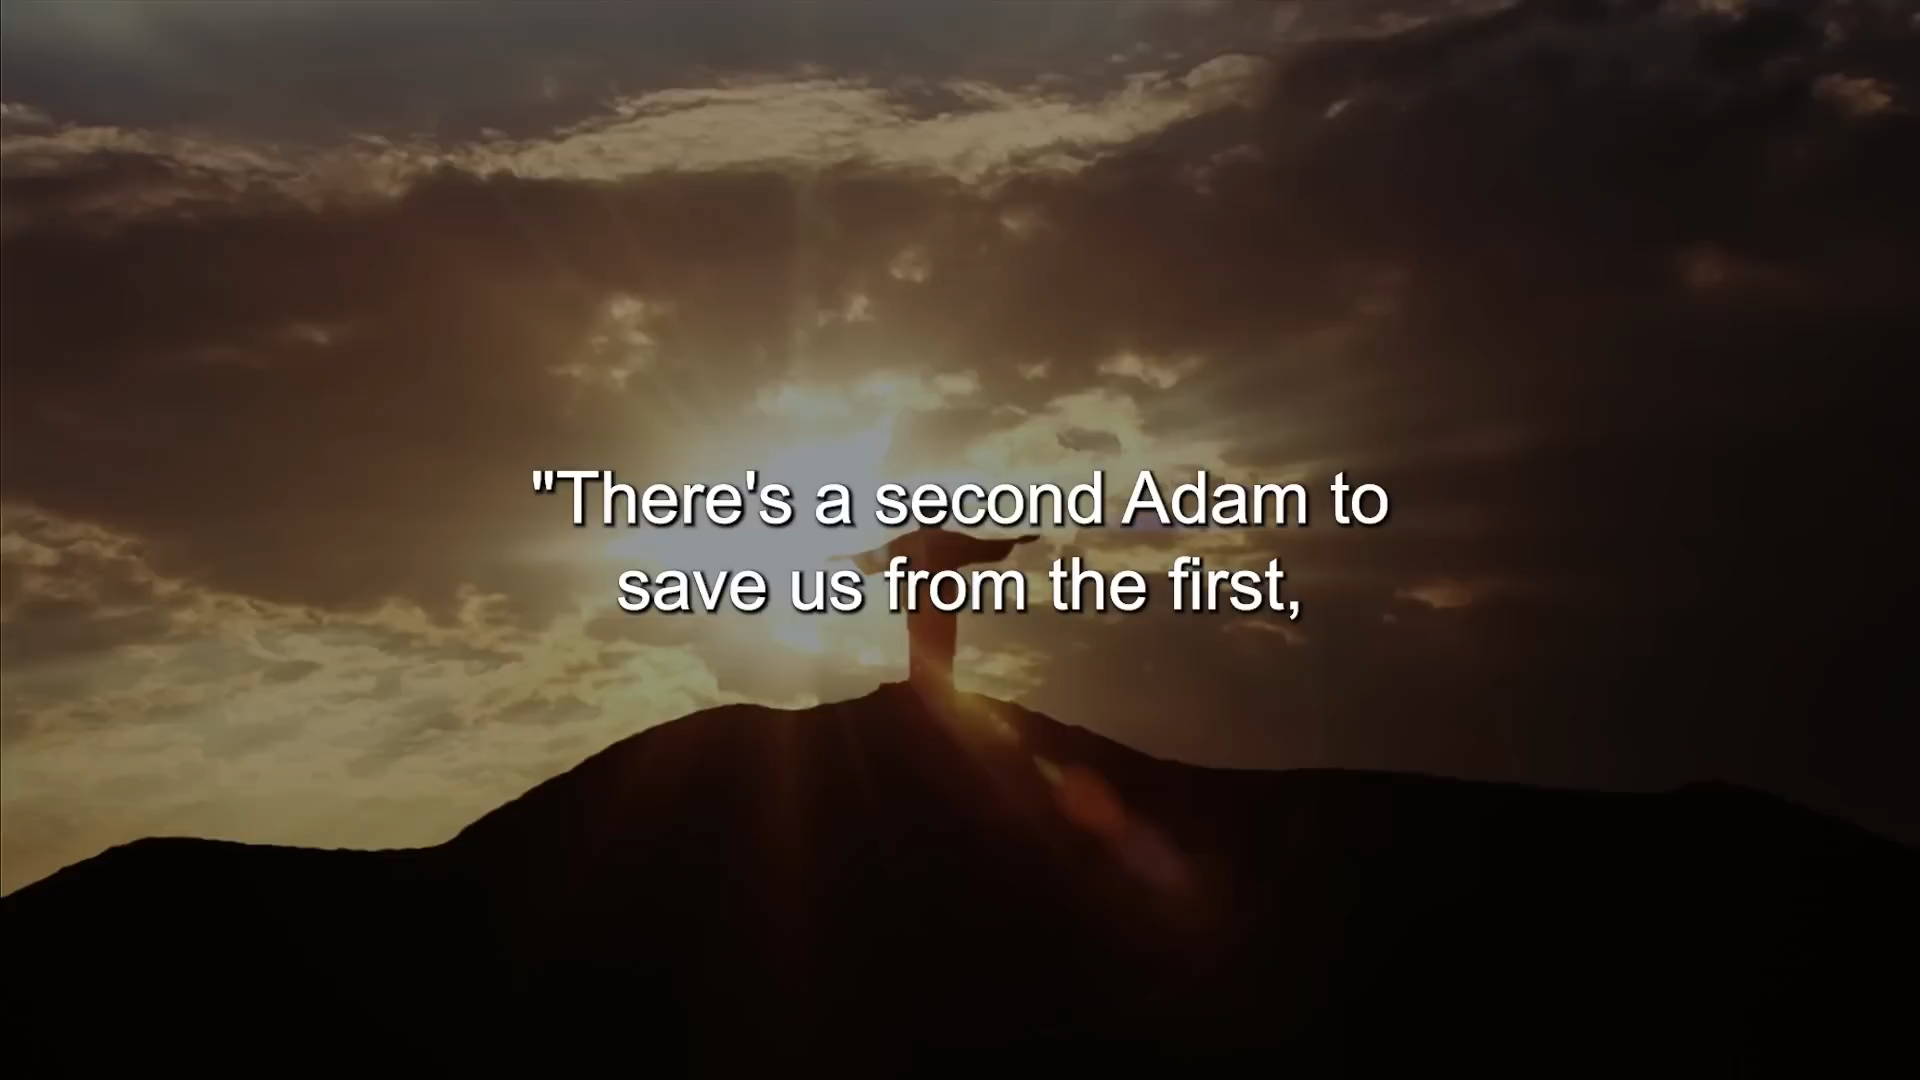 "There's a second Adam to
save us from the first,